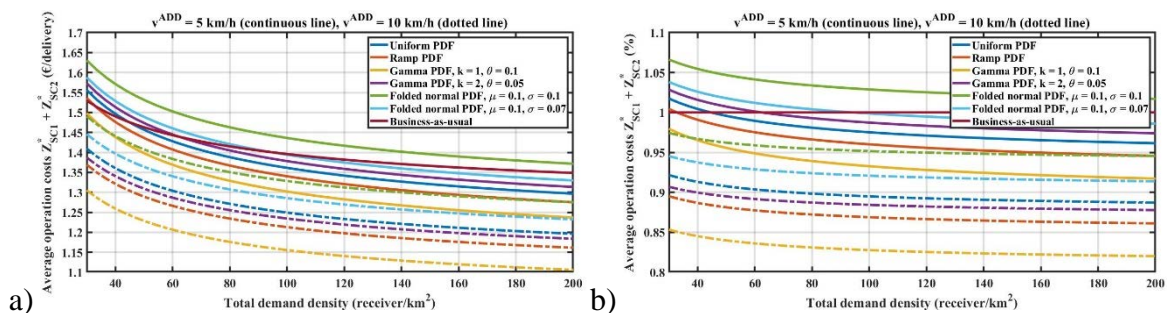 v^ADD = 5 km/h (continuous line), v^ADD = 10 km/h (dotted line)
1.7
1.65
1.6
1.55
1.5
1.45
1.4
1.35
1.3
1.25
1.2
1.15
1.1
Average operation costs Z*SC1 + Z*SC2 (€/delivery)
Uniform PDF
Ramp PDF
Gamma PDF, k = 1, θ = 0.1
Gamma PDF, k = 2, θ = 0.05
Folded normal PDF, μ = 0.1, σ = 0.1
Folded normal PDF, μ = 0.1, σ = 0.07
Business-as-usual
40 60 80 100 120 140 160 180 200
Total demand density (receiver/km²)
a)
v^ADD = 5 km/h (continuous line), v^ADD = 10 km/h (dotted line)
1.1
1.05
1
0.95
0.9
0.85
0.8
Average operation costs Z*SC1 + Z*SC2 (%)
Uniform PDF
Ramp PDF
Gamma PDF, k = 1, θ = 0.1
Gamma PDF, k = 2, θ = 0.05
Folded normal PDF, μ = 0.1, σ = 0.1
Folded normal PDF, μ = 0.1, σ = 0.07
Business-as-usual
40 60 80 100 120 140 160 180 200
Total demand density (receiver/km²)
b)